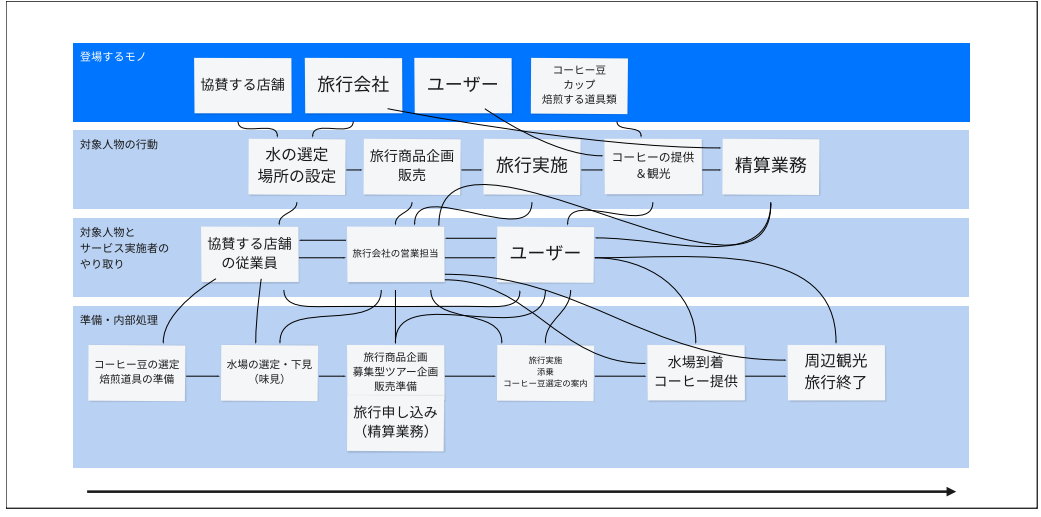 登場するモノ
協賛する店舗
旅行会社
ユーザー
コーヒー豆
カップ
焙煎する道具類
対象人物の行動
水の選定
場所の設定
旅行商品企画
販売
旅行実施
コーヒーの提供
＆観光
精算業務
対象人物と
サービス実施者の
やり取り
協賛する店舗
の従業員
旅行会社の営業担当
ユーザー
準備・内部処理
コーヒー豆の選定
焙煎道具の準備
水場の選定・下見
（味見）
旅行商品企画
募集型ツアー企画
販売準備
旅行申し込み
（精算業務）
旅行実施
添乗
コーヒー豆選定の案内
水場到着
コーヒー提供
周辺観光
旅行終了